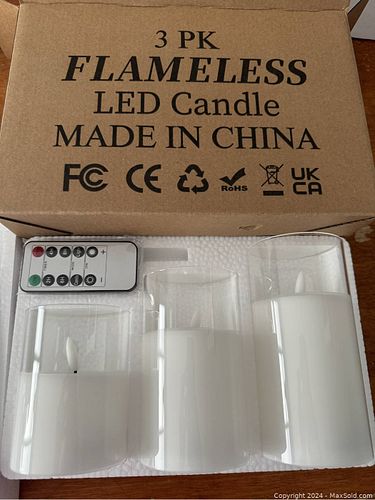 3 PK
FLAMELESS
LED Candle
MADE IN CHINA
FC CE RoHS UK
CA
+
-
Copyright 2024 - MaxSold.com